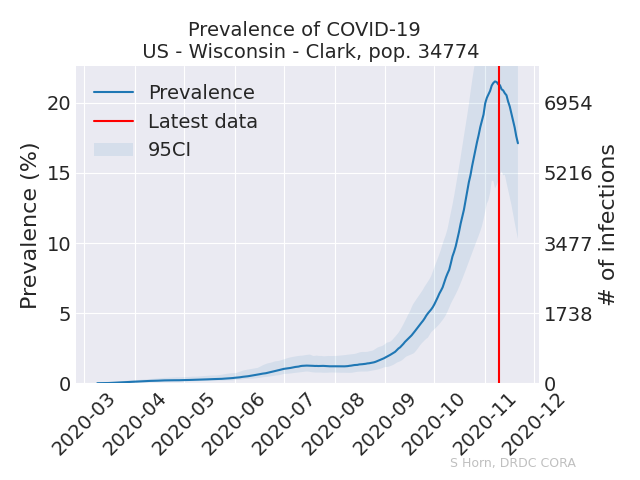 Prevalence of COVID-19
US - Wisconsin - Clark, pop. 34774
Prevalence
Latest data
95CI
Prevalence (%)
20
15
10
5
0
6954
5216
3477
1738
0
# of infections
2020-03
2020-04
2020-05
2020-06
2020-07
2020-08
2020-09
2020-10
2020-11
2020-12
S Horn, DRDC CORA